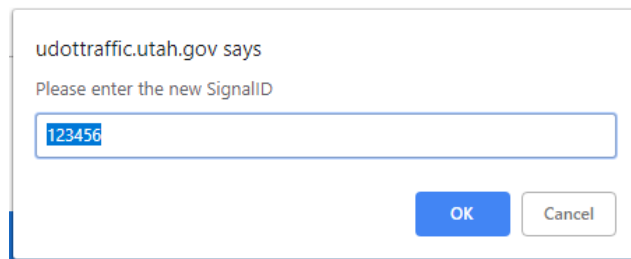 udottraffic.utah.gov says
Please enter the new SignalID
123456
OK
Cancel